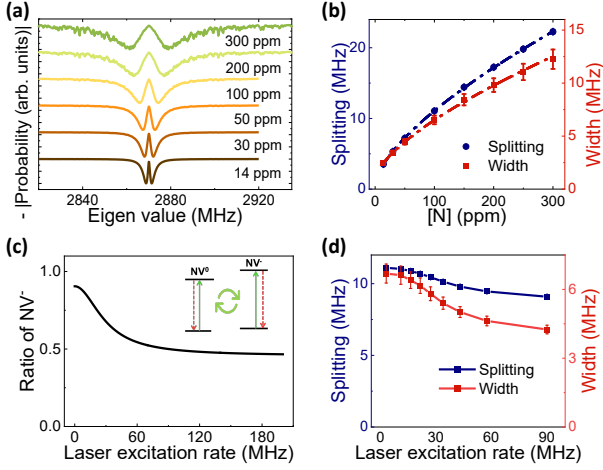 (a)
- |Probability (arb. units)|
300 ppm
200 ppm
100 ppm
50 ppm
30 ppm
14 ppm
2840 2880 2920
Eigen value (MHz)
(b)
Splitting (MHz)
20
10
0
Splitting
Width
0 100 200 300
[N] (ppm)
15
10
5
0
Width (MHz)
(c)
Ratio of NV-
1.0
0.5
0.0
NV0
NV-
0 60 120 180
Laser excitation rate (MHz)
(d)
Splitting (MHz)
10
5
0
Splitting
Width
0 30 60 90
Laser excitation rate (MHz)
6
4
2
0
Width (MHz)